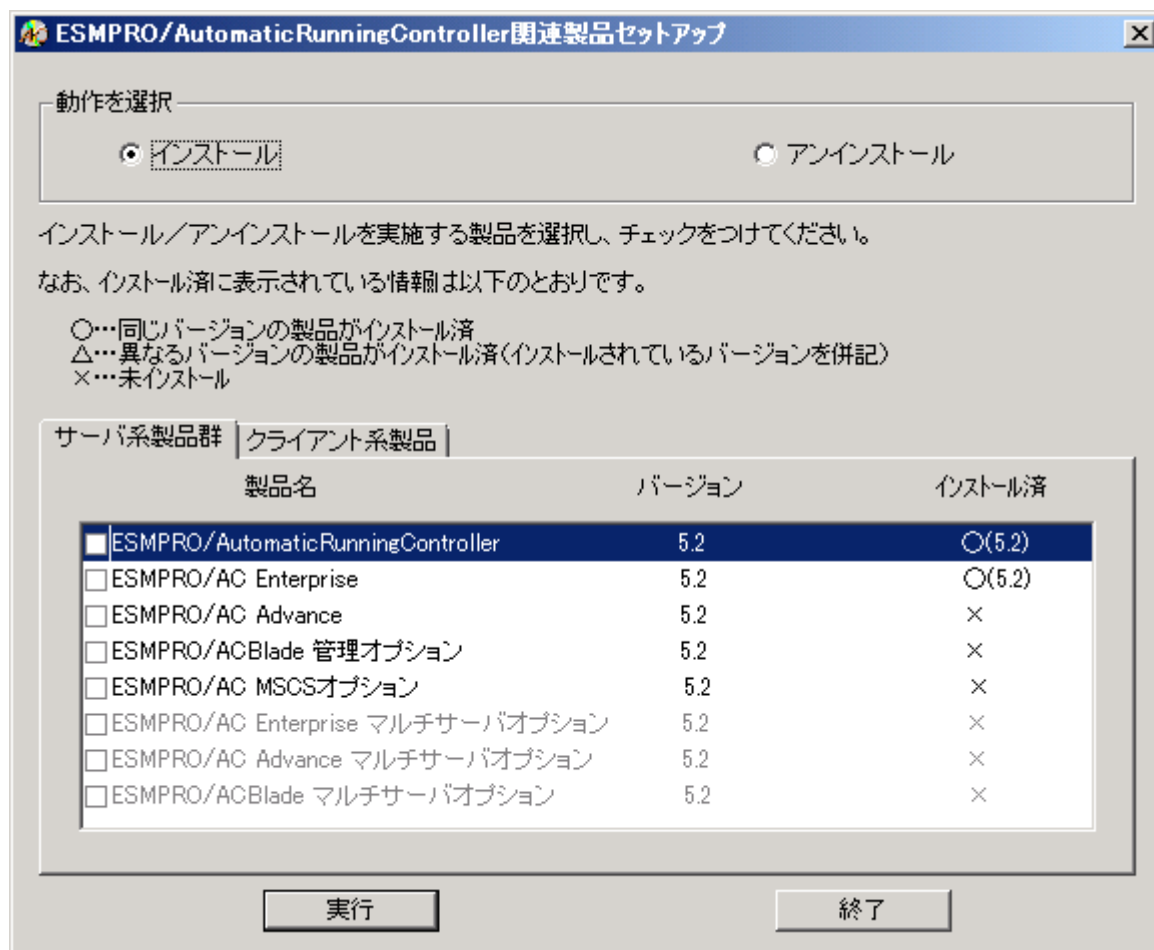 ESMPRO/AutomaticRunningController関連製品セットアップ
動作を選択
インストール アンインストール
インストール／アンインストールを実施する製品を選択し、チェックをつけてください。
なお、インストール済に表示されている情報は以下のとおりです。
○…同じバージョンの製品がインストール済
△…異なるバージョンの製品がインストール済(インストールされているバージョンを併記)
×…未インストール
サーバ系製品群 クライアント系製品
製品名 バージョン インストール済
ESMPRO/AutomaticRunningController 5.2 ○(5.2)
ESMPRO/AC Enterprise 5.2 ○(5.2)
ESMPRO/AC Advance 5.2 ×
ESMPRO/ACBlade 管理オプション 5.2 ×
ESMPRO/AC MSCSオプション 5.2 ×
ESMPRO/AC Enterprise マルチサーバオプション 5.2 ×
ESMPRO/AC Advance マルチサーバオプション 5.2 ×
ESMPRO/ACBlade マルチサーバオプション 5.2 ×
実行 終了